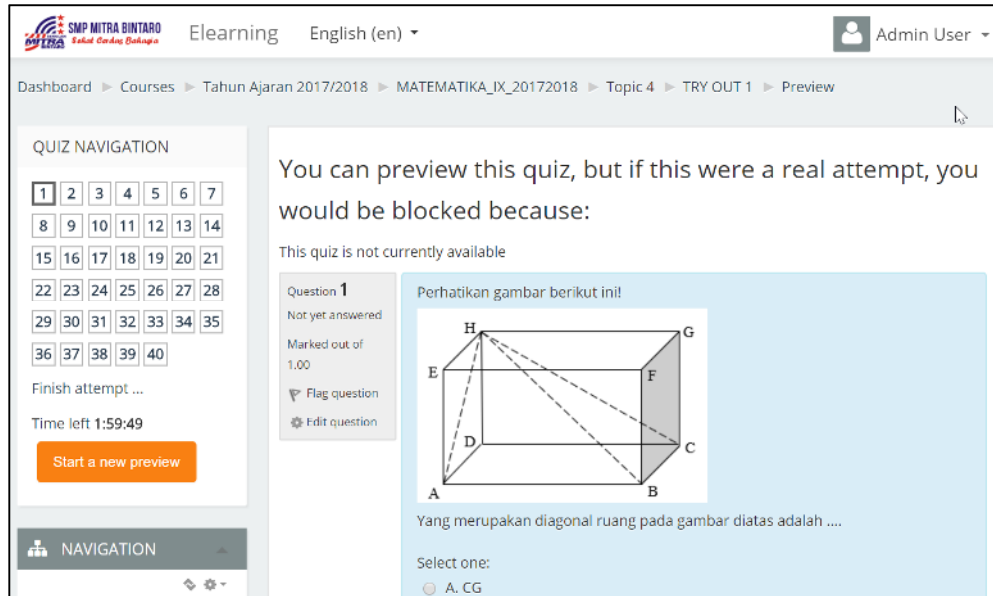 SMP MITRA BINTARO
MITRA Sehat Cerdas Bahagia
Elearning English (en)
Admin User
Dashboard Courses Tahun Ajaran 2017/2018 MATEMATIKA_IX_20172018 Topic 4 TRY OUT 1 Preview
QUIZ NAVIGATION
1 2 3 4 5 6 7
8 9 10 11 12 13 14
15 16 17 18 19 20 21
22 23 24 25 26 27 28
29 30 31 32 33 34 35
36 37 38 39 40
Finish attempt ...
Time left 1:59:49
Start a new preview
NAVIGATION
You can preview this quiz, but if this were a real attempt, you
would be blocked because:
This quiz is not currently available
Question 1
Not yet answered
Marked out of
1.00
Flag question
Edit question
Perhatikan gambar berikut ini!
H G
E F
D C
A B
Yang merupakan diagonal ruang pada gambar diatas adalah ....
Select one:
A. CG